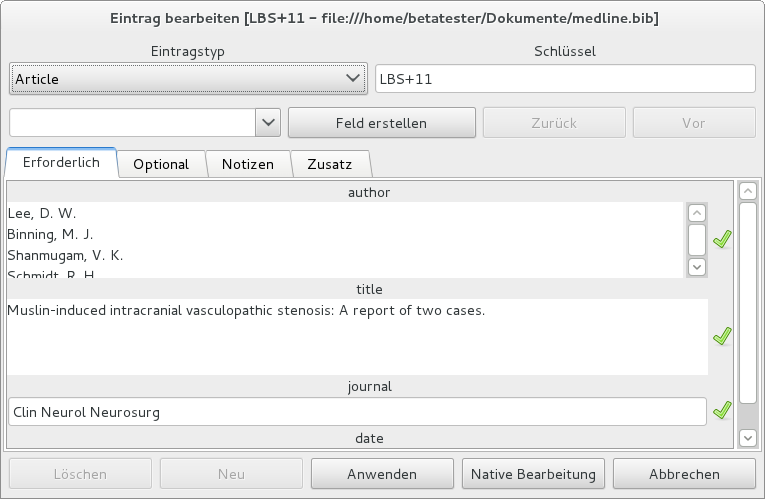 Eintrag bearbeiten [LBS+11 – file:///home/betatester/Dokumente/medline.bib]
Eintragstyp
Schlüssel
Article
LBS+11
Feld erstellen
Zurück
Vor
Erforderlich
Optional
Notizen
Zusatz
author
Lee, D. W.
Binning, M. J.
Shanmugam, V. K.
Schmidt, R. H.
title
Muslin-induced intracranial vasculopathic stenosis: A report of two cases.
journal
Clin Neurol Neurosurg
date
Löschen
Neu
Anwenden
Native Bearbeitung
Abbrechen